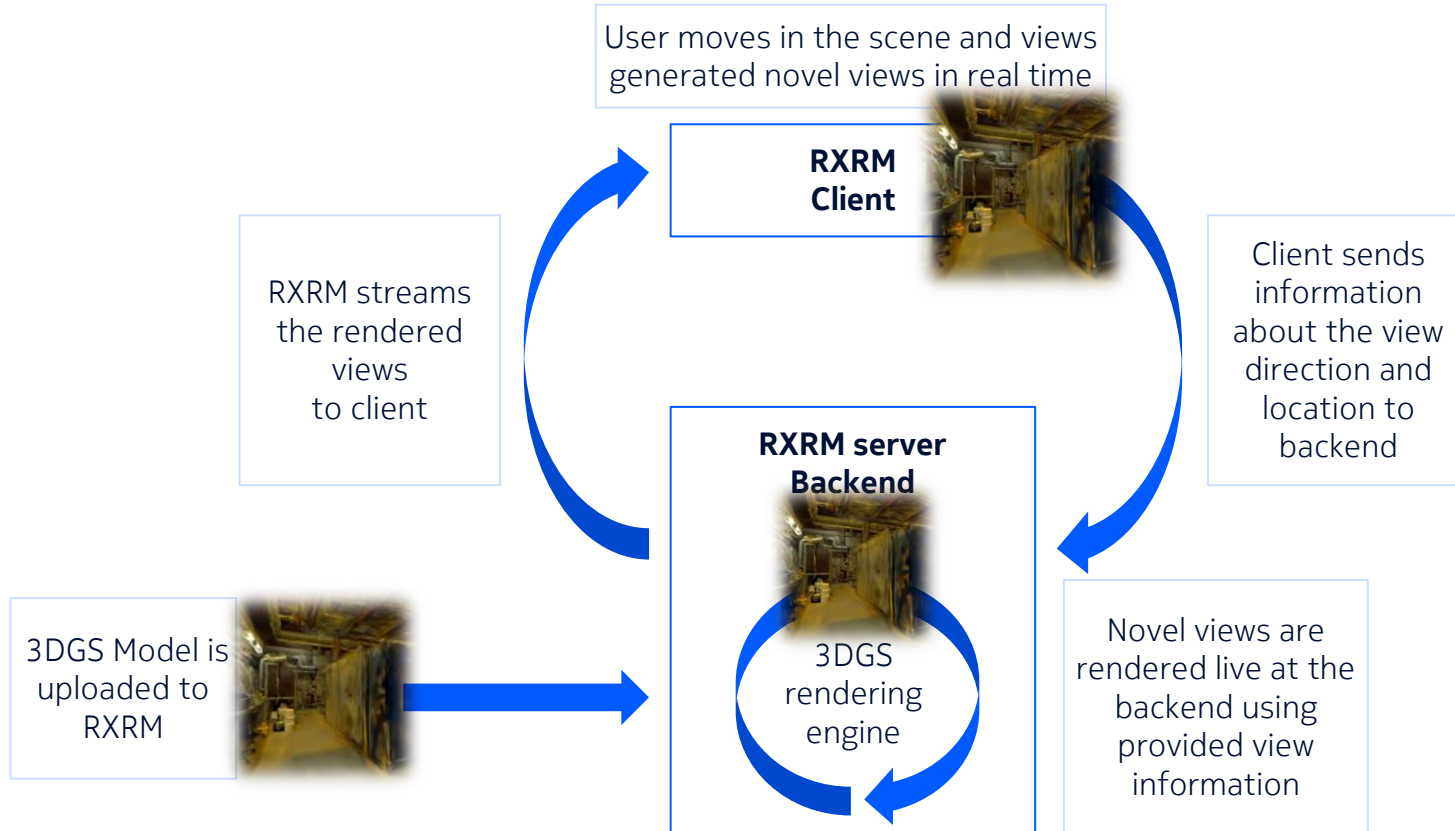 User moves in the scene and views
generated novel views in real time
RXRM
Client
RXRM streams
the rendered
views
to client
Client sends
information
about the view
direction and
location to
backend
RXRM server
Backend
3DGS
rendering
engine
3DGS Model is
uploaded to
RXRM
Novel views are
rendered live at the
backend using
provided view
information